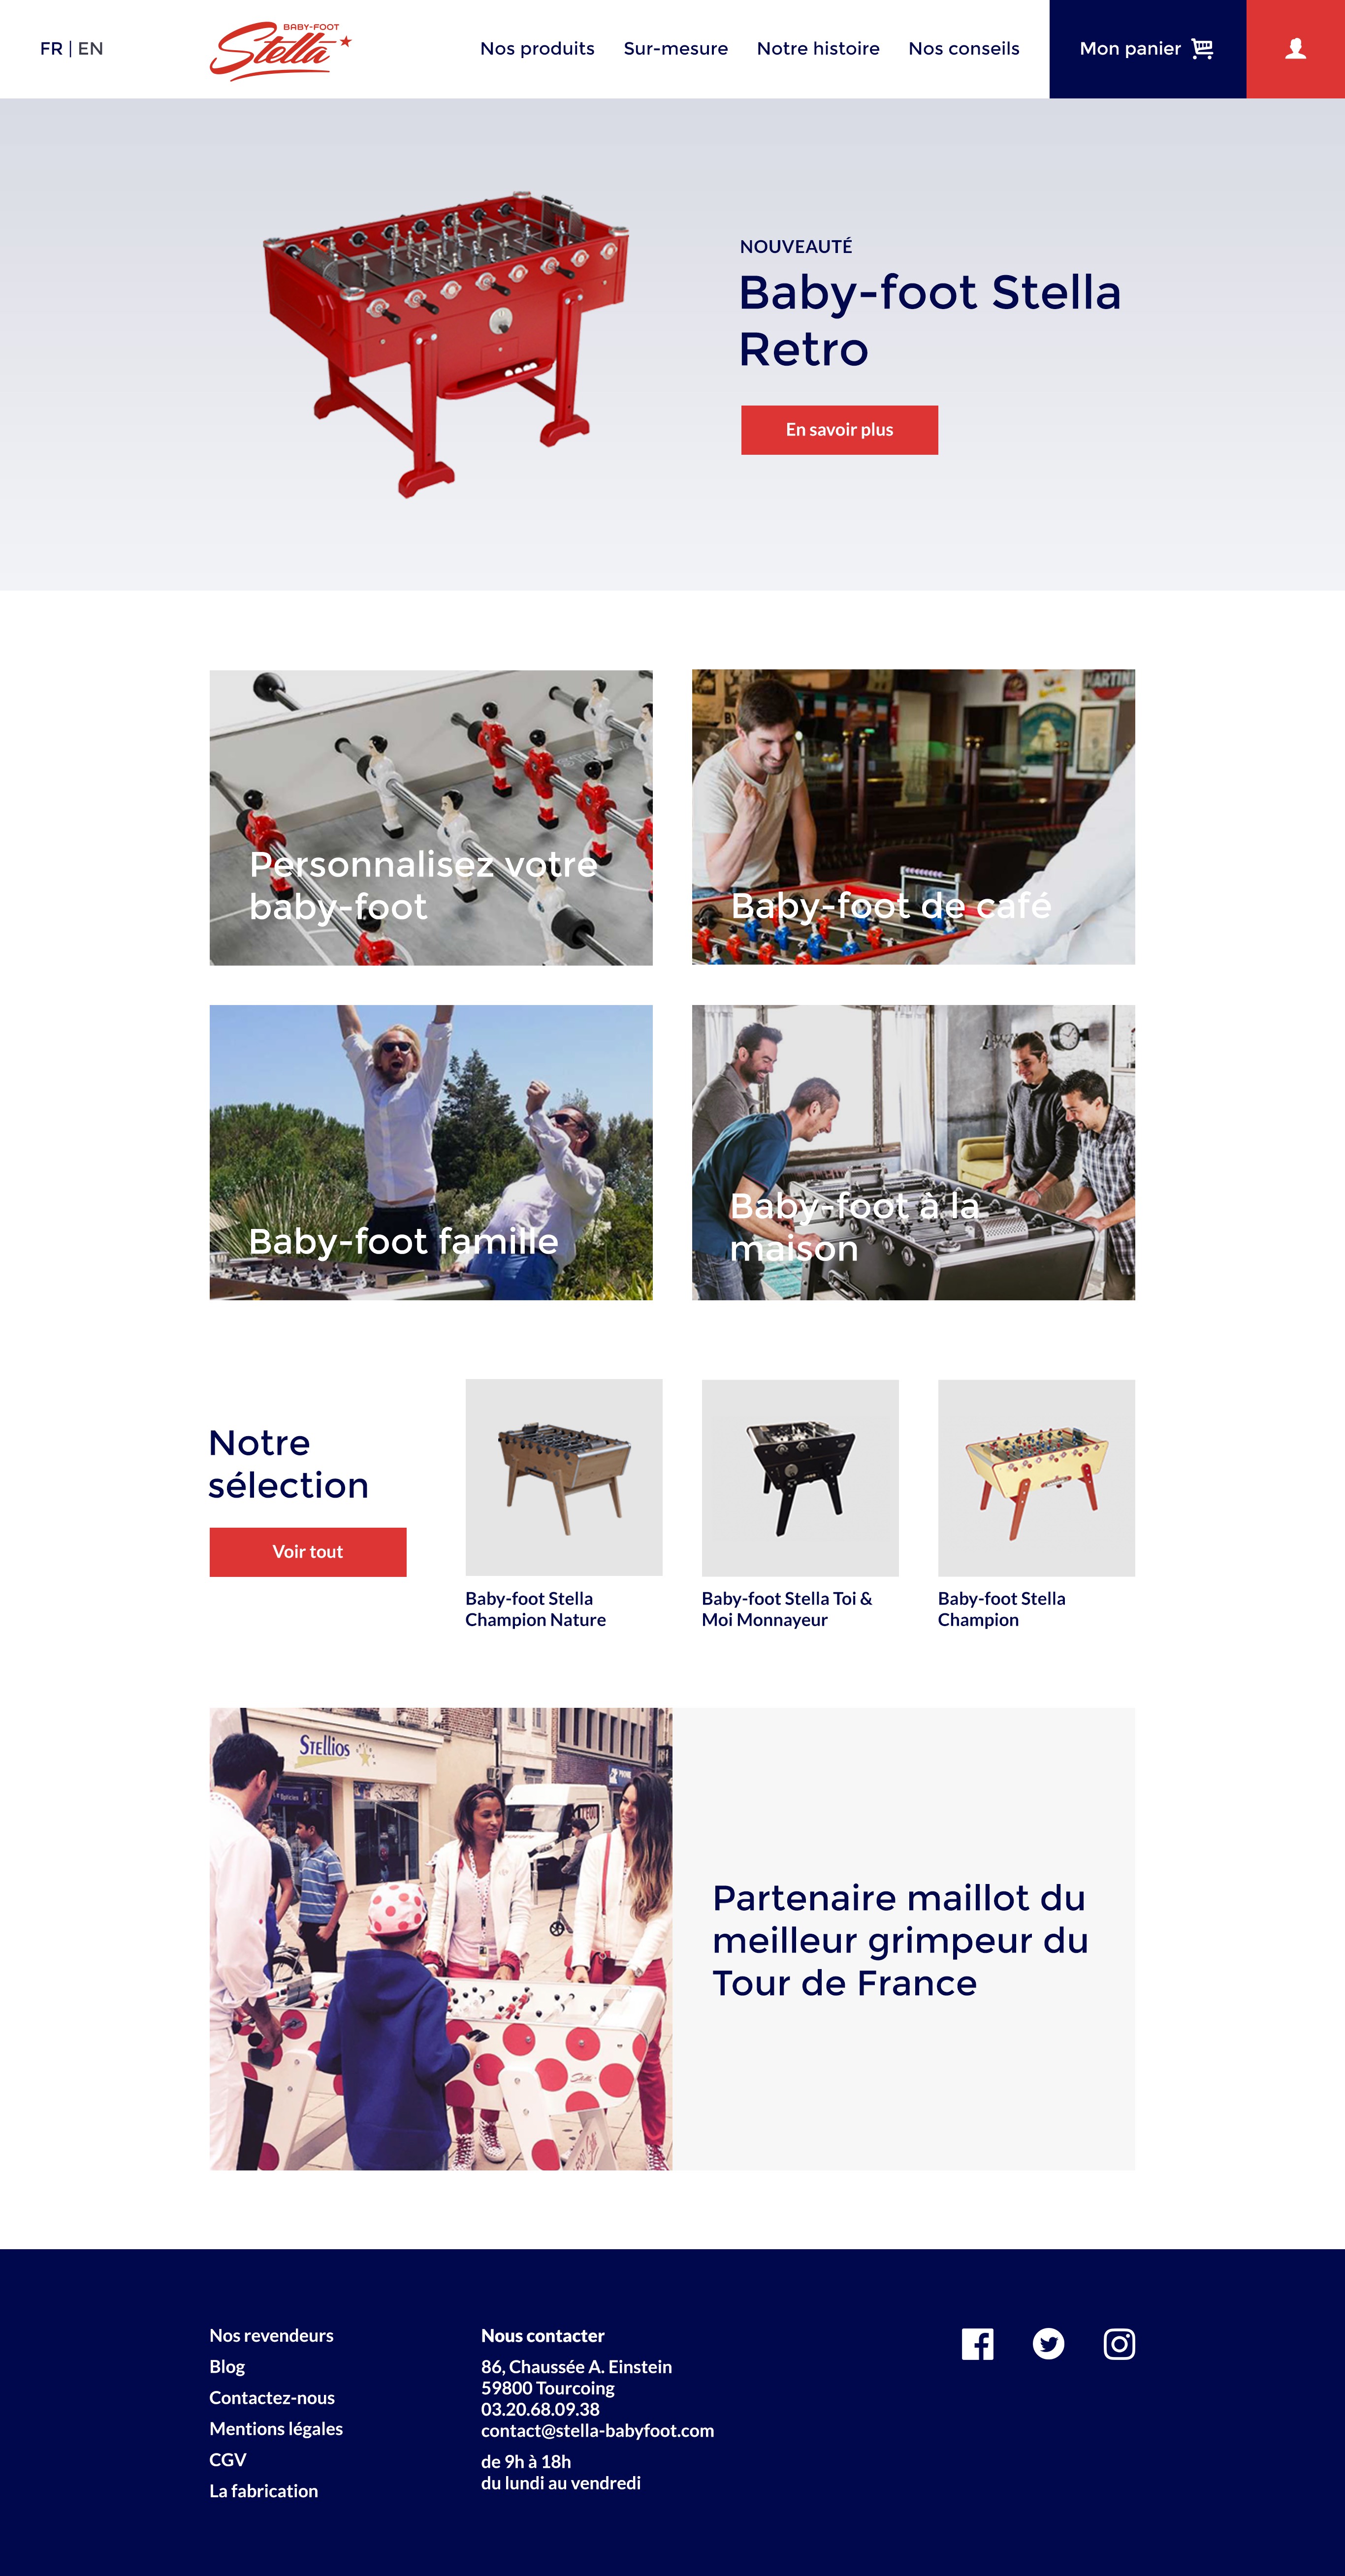 FR | EN
BABY-FOOT
Stella
Nos produits
Sur-mesure
Notre histoire
Nos conseils
Mon panier
NOUVEAUTÉ
Baby-foot Stella
Retro
En savoir plus
Personnalisez votre
baby-foot
MARTINI
Baby-foot de café
Baby-foot famille
Baby-foot à la
maison
Notre
sélection
Voir tout
Baby-foot Stella
Champion Nature
Baby-foot Stella Toi &
Moi Monnayeur
Baby-foot Stella
Champion
Stellios
Opticiens
Partenaire maillot du
meilleur grimpeur du
Tour de France
Nos revendeurs
Blog
Contactez-nous
Mentions légales
CGV
La fabrication
Nous contacter
86, Chaussée A. Einstein
59800 Tourcoing
03.20.68.09.38
contact@stella-babyfoot.com
de 9h à 18h
du lundi au vendredi